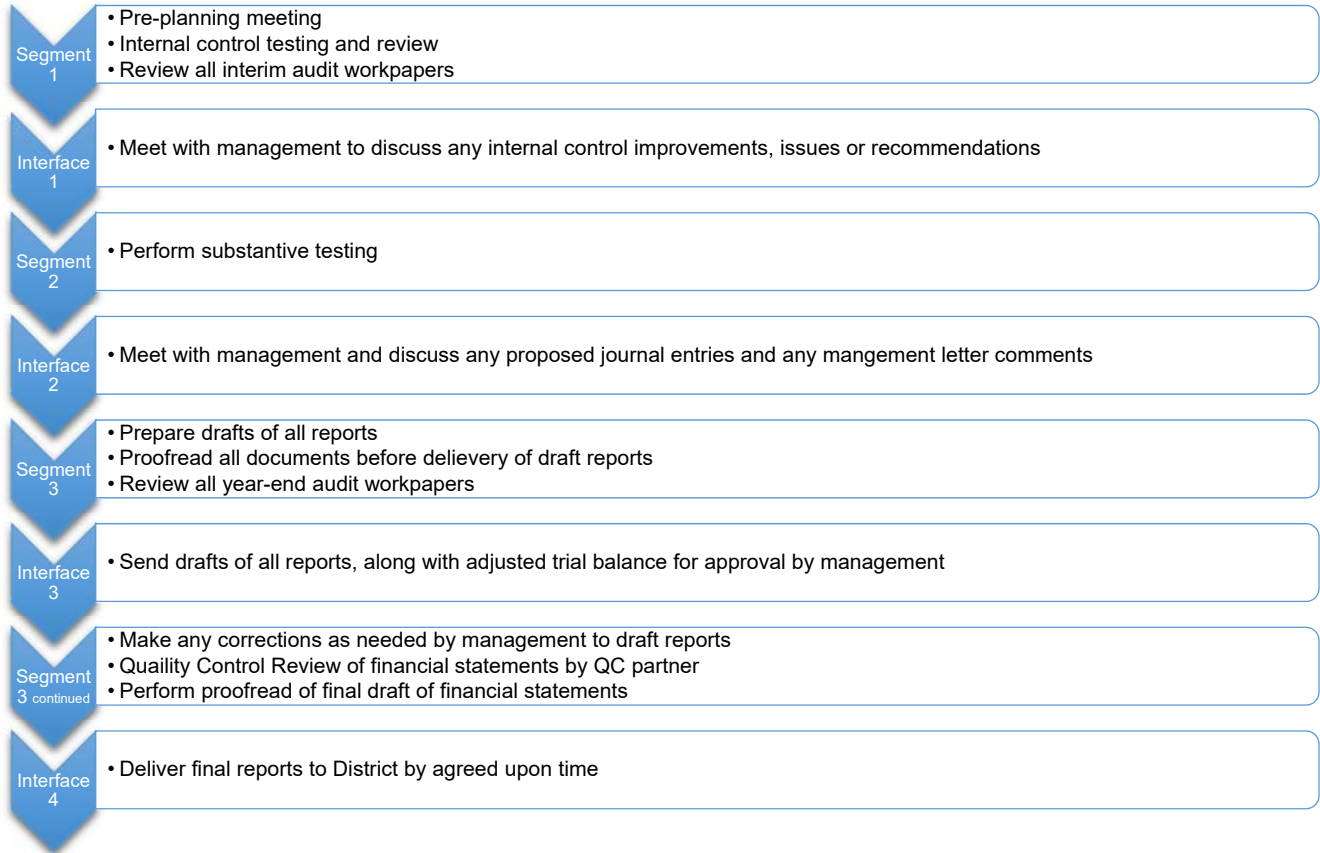 Segment
1
• Pre-planning meeting
• Internal control testing and review
• Review all interim audit workpapers
Interface
1
• Meet with management to discuss any internal control improvements, issues or recommendations
Segment
2
• Perform substantive testing
Interface
2
• Meet with management and discuss any proposed journal entries and any mangement letter comments
Segment
3
• Prepare drafts of all reports
• Proofread all documents before delievery of draft reports
• Review all year-end audit workpapers
Interface
3
• Send drafts of all reports, along with adjusted trial balance for approval by management
Segment
3 continued
• Make any corrections as needed by management to draft reports
• Quaility Control Review of financial statements by QC partner
• Perform proofread of final draft of financial statements
Interface
4
• Deliver final reports to District by agreed upon time